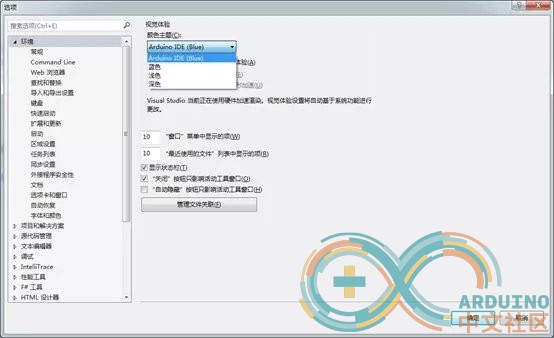 选项
搜索选项(Ctrl+E)
环境
常规
Command Line
Web 浏览器
查找和替换
导入和导出设置
键盘
快速启动
扩展和更新
启动
区域设置
任务列表
同步设置
外接程序安全性
文档
选项卡和窗口
自动恢复
字体和颜色
项目和解决方案
源代码管理
文本编辑器
调试
IntelliTrace
性能工具
F# 工具
HTML 设计器
视觉体验
颜色主题(C):
Arduino IDE (Blue)
Arduino IDE (Blue)
蓝色
浅色
深色
Visual Studio 当前正在使用硬件加速渲染。视觉体验设置将自动基于系统功能进行
更改。
10 “窗口”菜单中显示的项(W)
10 “最近使用的文件”列表中显示的项(R)
显示状态栏(T)
“关闭”按钮只影响活动工具窗口(O)
“自动隐藏”按钮只影响活动工具窗口(H)
管理文件关联(F)
确定
取消
ARDUINO
中文社区